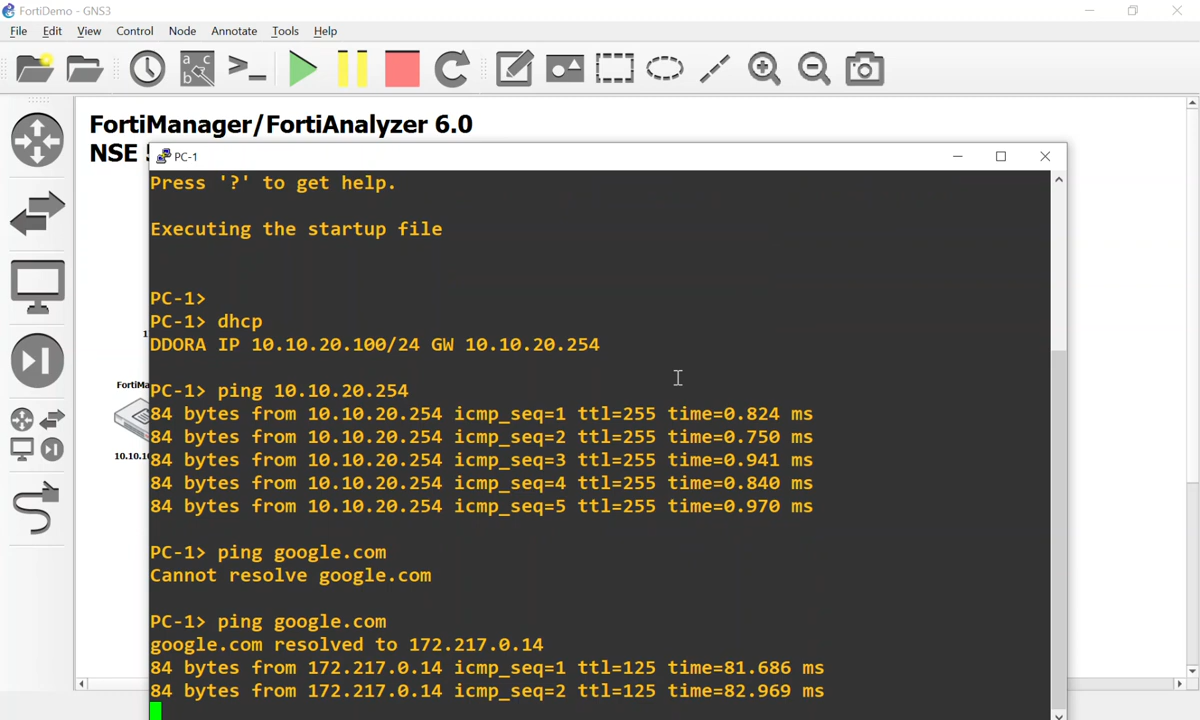 FortiDemo - GNS3
File Edit View Control Node Annotate Tools Help
FortiManager/FortiAnalyzer 6.0
NSE
PC-1
Press '?' to get help.
Executing the startup file
PC-1>
PC-1> dhcp
DDORA IP 10.10.20.100/24 GW 10.10.20.254
PC-1> ping 10.10.20.254
84 bytes from 10.10.20.254 icmp_seq=1 ttl=255 time=0.824 ms
84 bytes from 10.10.20.254 icmp_seq=2 ttl=255 time=0.750 ms
84 bytes from 10.10.20.254 icmp_seq=3 ttl=255 time=0.941 ms
84 bytes from 10.10.20.254 icmp_seq=4 ttl=255 time=0.840 ms
84 bytes from 10.10.20.254 icmp_seq=5 ttl=255 time=0.970 ms
PC-1> ping google.com
Cannot resolve google.com
PC-1> ping google.com
google.com resolved to 172.217.0.14
84 bytes from 172.217.0.14 icmp_seq=1 ttl=125 time=81.686 ms
84 bytes from 172.217.0.14 icmp_seq=2 ttl=125 time=82.969 ms
FortiMa
10.10.10